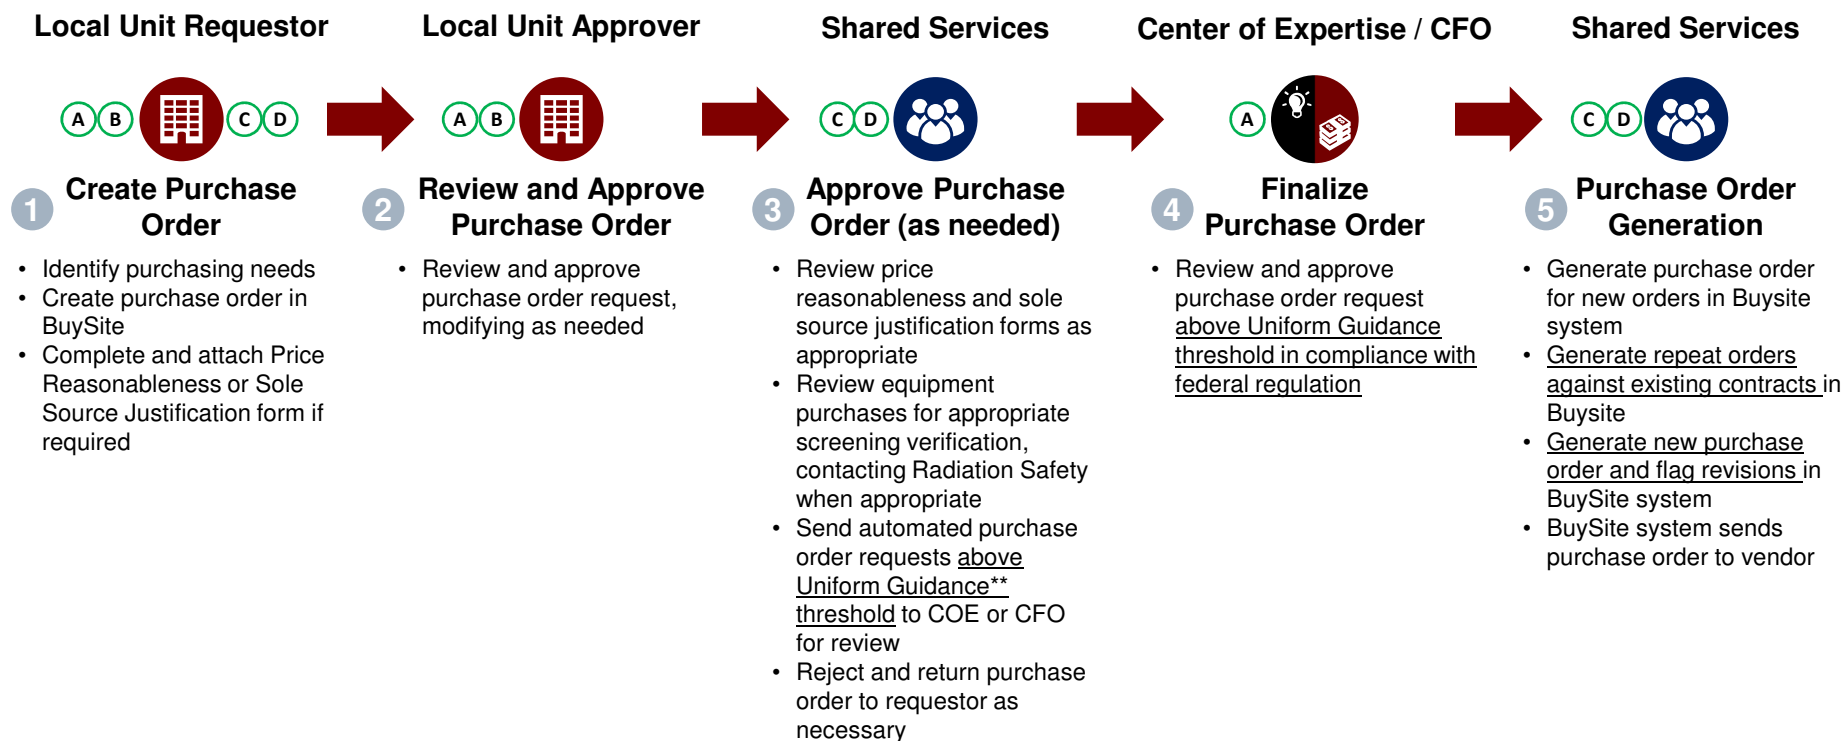 Local Unit Requestor
A B C D
1 Create Purchase
Order
• Identify purchasing needs
• Create purchase order in
BuySite
• Complete and attach Price
Reasonableness or Sole
Source Justification form if
required
Local Unit Approver
A B
2 Review and Approve
Purchase Order
• Review and approve
purchase order request,
modifying as needed
Shared Services
C D
3 Approve Purchase
Order (as needed)
• Review price
reasonableness and sole
source justification forms as
appropriate
• Review equipment
purchases for appropriate
screening verification,
contacting Radiation Safety
when appropriate
• Send automated purchase
order requests above
Uniform Guidance**
threshold to COE or CFO
for review
• Reject and return purchase
order to requestor as
necessary
Center of Expertise / CFO
A
4 Finalize
Purchase Order
• Review and approve
purchase order request
above Uniform Guidance
threshold in compliance with
federal regulation
Shared Services
C D
5 Purchase Order
Generation
• Generate purchase order
for new orders in Buysite
system
• Generate repeat orders
against existing contracts in
Buysite
• Generate new purchase
order and flag revisions in
BuySite system
• BuySite system sends
purchase order to vendor